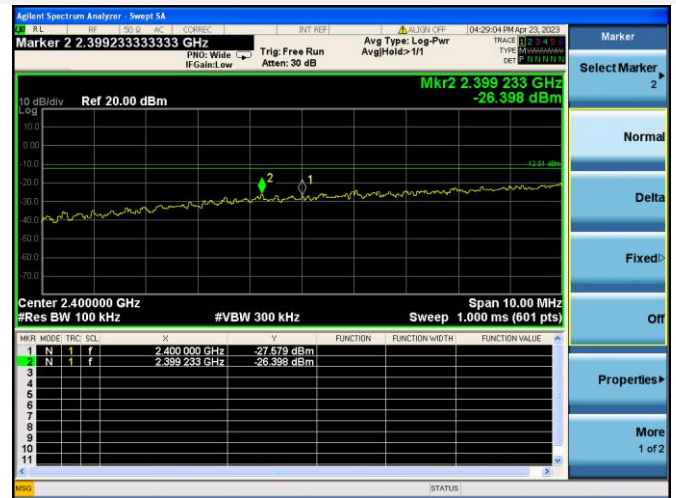 Agilent Spectrum Analyzer - Swept SA
RL RF 50 Ω AC CORREC INT REF ALIGN OFF 04:29:04 PM Apr 23, 2023
Marker 2 2.399233333333 GHz
PNO: Wide Trig: Free Run Avg Type: Log-Pwr TRACE 1 2 3 4 5 6
IFGain:Low Atten: 30 dB Avg|Hold>1/1 TYPE
DET P N N N N N
Mkr2 2.399 233 GHz
10 dB/div Ref 20.00 dBm -26.398 dBm
Log
10.0
0.00
-10.0
-20.0
-30.0
-40.0
-50.0
-60.0
-70.0
2
1
Center 2.400000 GHz Span 10.00 MHz
#Res BW 100 kHz #VBW 300 kHz Sweep 1.000 ms (601 pts)
MKR MODE TRC SCL X Y FUNCTION FUNCTION WIDTH FUNCTION VALUE
1 N 1 f 2.400 000 GHz -27.579 dBm
2 N 1 f 2.399 233 GHz -26.398 dBm
3
4
5
6
7
8
9
10
11
MSG STATUS
Marker
Select Marker
2
Normal
Delta
Fixed
Off
Properties
More
1 of 2